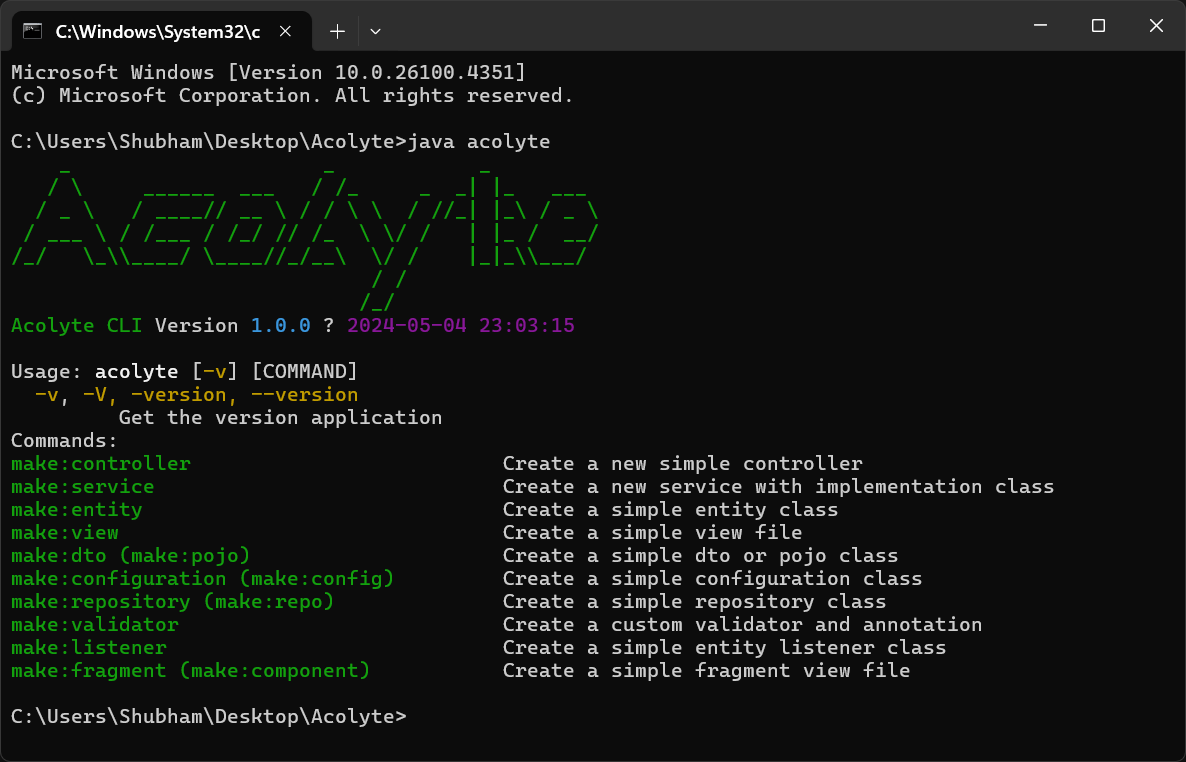 C:\Windows\System32\c
Microsoft Windows [Version 10.0.26100.4351]
(c) Microsoft Corporation. All rights reserved.
C:\Users\Shubham\Desktop\Acolyte>java acolyte
Acolyte
Acolyte CLI Version 1.0.0 ? 2024-05-04 23:03:15
Usage: acolyte [-v] [COMMAND]
-v, -V, -version, --version
Get the version application
Commands:
make:controller Create a new simple controller
make:service Create a new service with implementation class
make:entity Create a simple entity class
make:view Create a simple view file
make:dto (make:pojo) Create a simple dto or pojo class
make:configuration (make:config) Create a simple configuration class
make:repository (make:repo) Create a simple repository class
make:validator Create a custom validator and annotation
make:listener Create a simple entity listener class
make:fragment (make:component) Create a simple fragment view file
C:\Users\Shubham\Desktop\Acolyte>